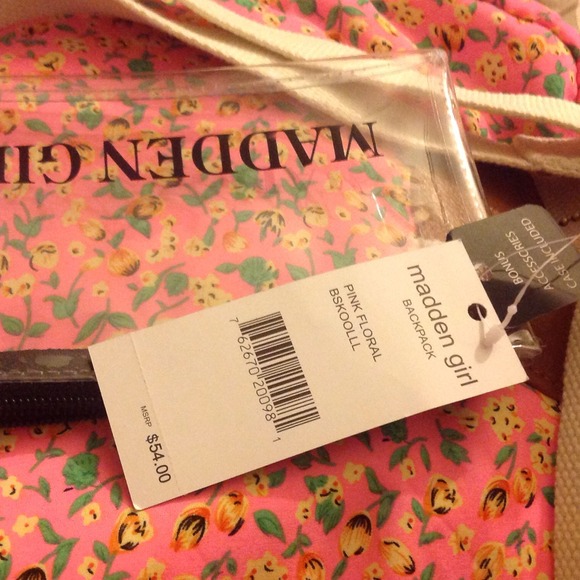 MADDEN GI
madden girl
BACKPACK
PINK FLORAL
BSKOOLLL
7 62670 20098 1
MSRP $54.00
BONUS
ACCESSORIES
CASE INCLUDED